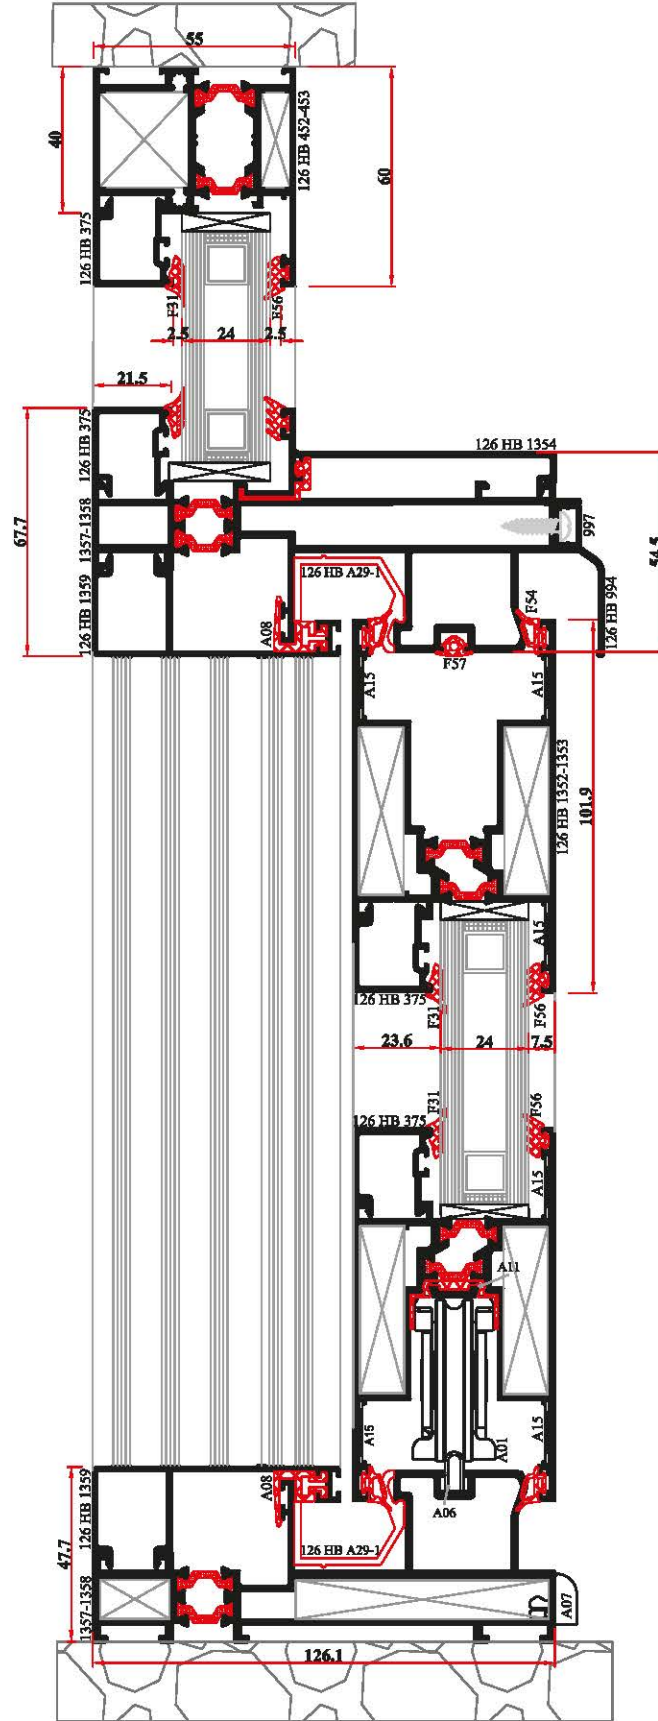 55
40
126 HB 452-453
60
126 HB 375
F31
F56
2.5
24
2.5
21.5
126 HB 375
126 HB 1354
67.7
1357-1358
997
54.5
126 HB A29-1
126 HB 1359
A08
F54
126 HB 994
F57
A15
A15
126 HB 1352-1353
101.9
A15
126 HB 375
F31
F56
23.6
24
7.5
F31
F56
126 HB 375
A15
A11
A15
A01
A15
126 HB 1359
A08
A06
47.7
126 HB A29-1
1357-1358
A07
126.1